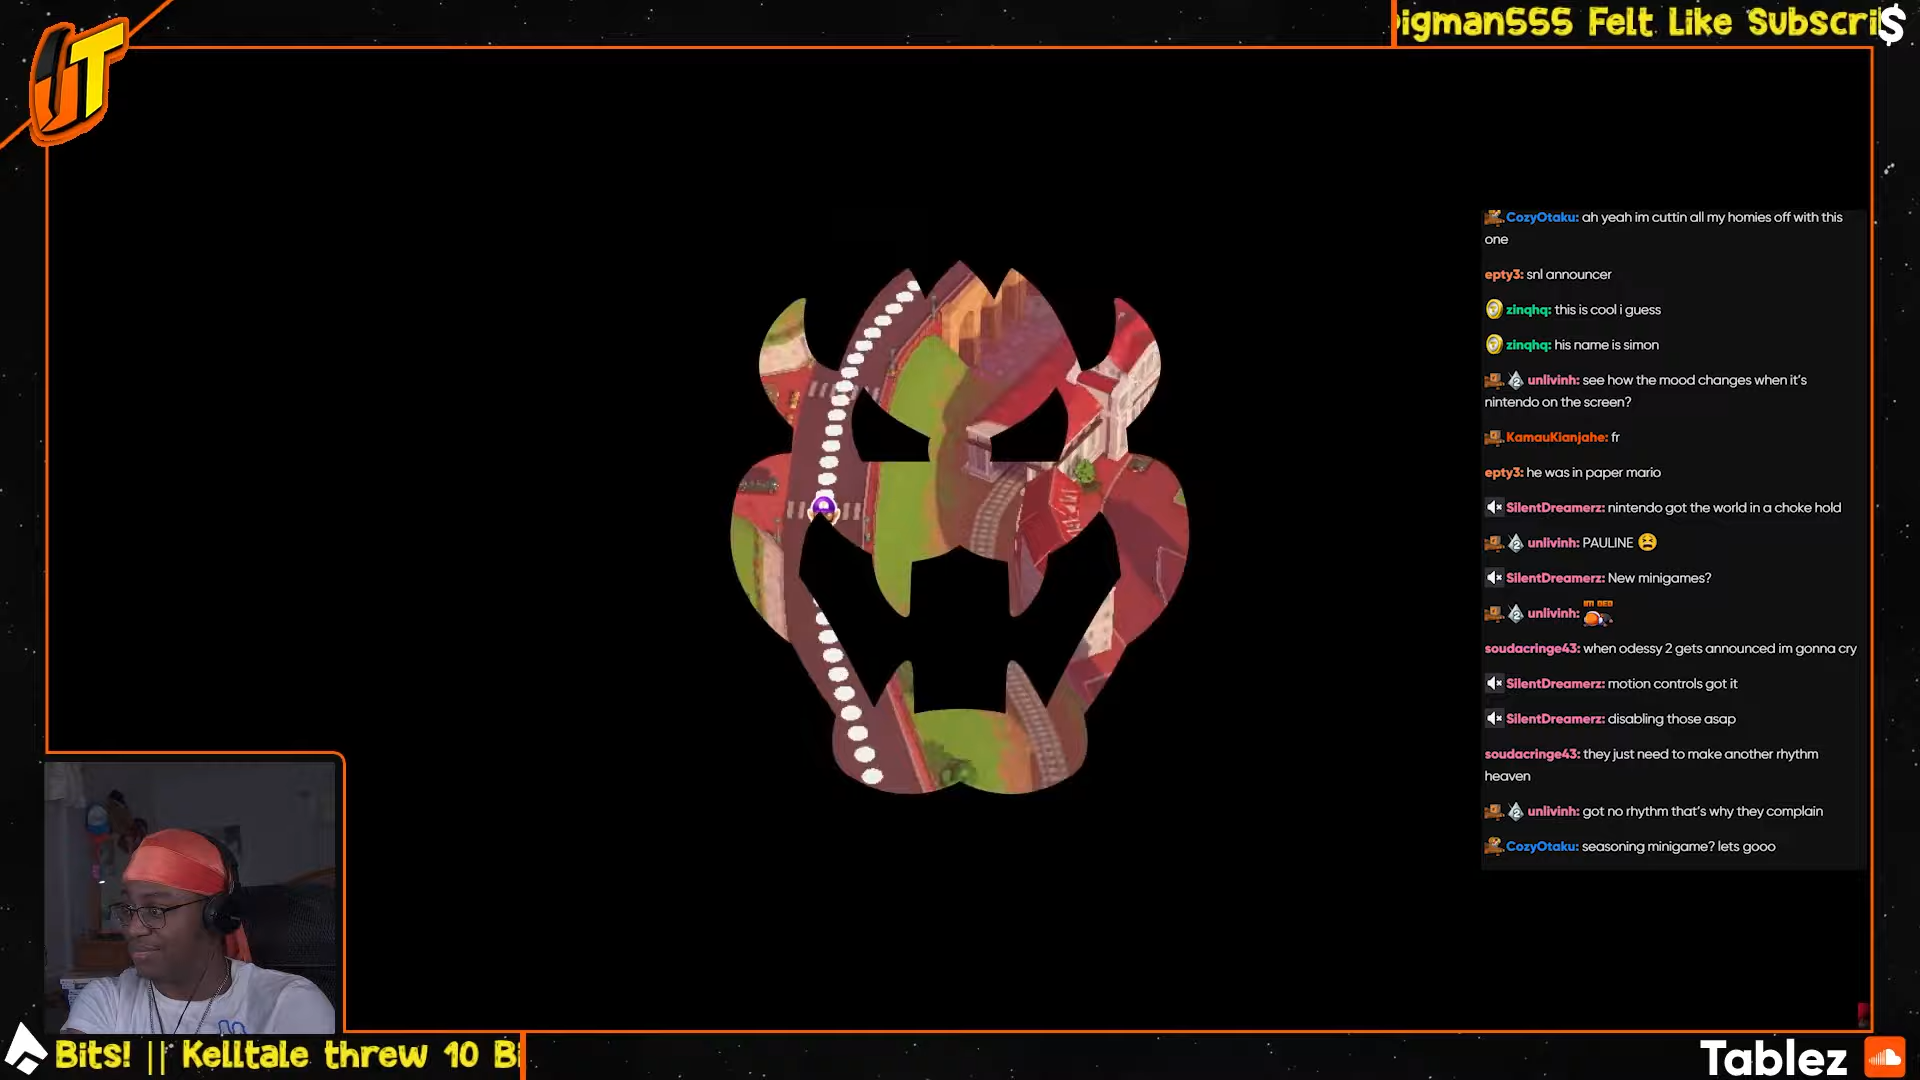 igman555 Felt Like Subscri
$
CozyOtaku: ah yeah im cuttin all my homies off with this
one
epty3: snl announcer
zinqhq: this is cool i guess
zinqhq: his name is simon
unlivinh: see how the mood changes when it's
nintendo on the screen?
KamauKianjahe: fr
epty3: he was in paper mario
SilentDreamerz: nintendo got the world in a choke hold
unlivinh: PAULINE 😫
SilentDreamerz: New minigames?
unlivinh:
soudacringe43: when odessy 2 gets announced im gonna cry
SilentDreamerz: motion controls got it
SilentDreamerz: disabling those asap
soudacringe43: they just need to make another rhythm
heaven
unlivinh: got no rhythm that's why they complain
CozyOtaku: seasoning minigame? lets gooo
Bits! || Kelltale threw 10 Bi
Tablez